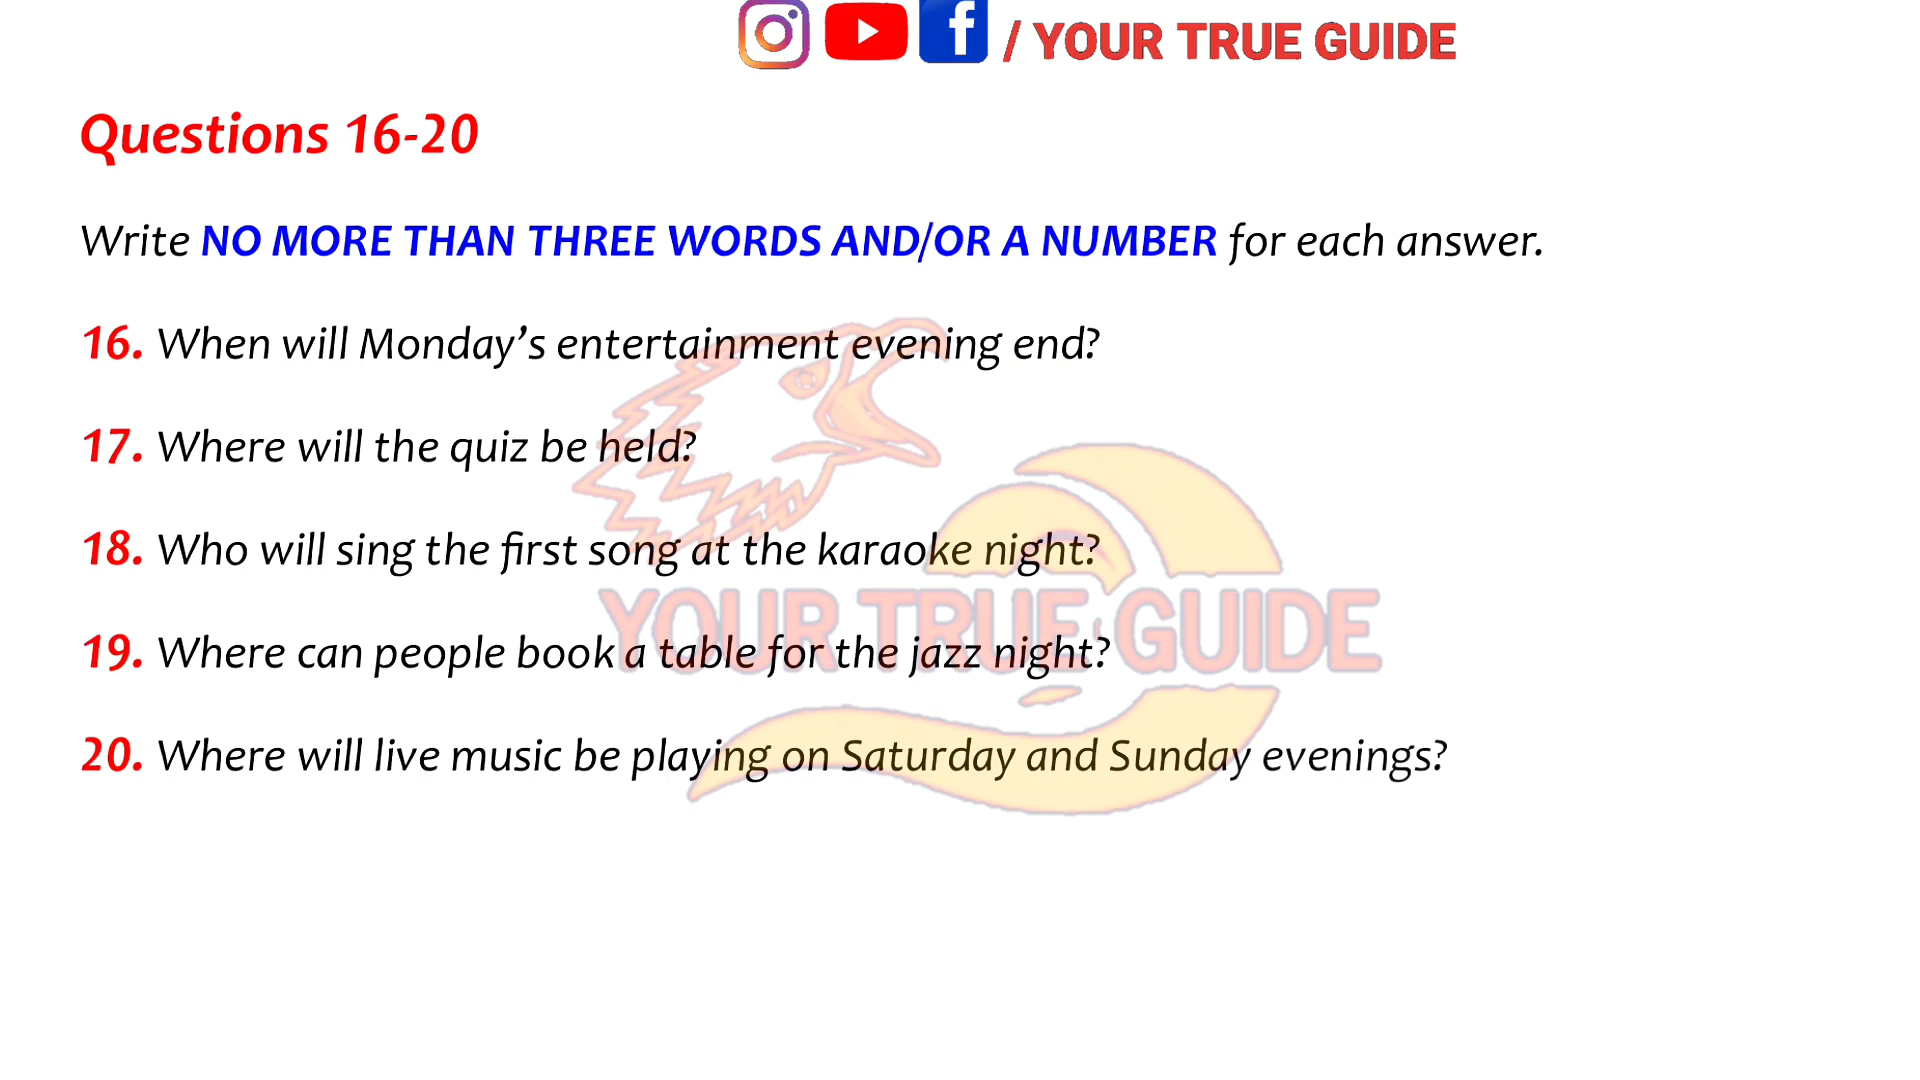 / YOUR TRUE GUIDE
Questions 16-20
Write NO MORE THAN THREE WORDS AND/OR A NUMBER for each answer.
16. When will Monday’s entertainment evening end?
17. Where will the quiz be held?
18. Who will sing the first song at the karaoke night?
YOUR TRUE GUIDE
19. Where can people book a table for the jazz night?
20. Where will live music be playing on Saturday and Sunday evenings?